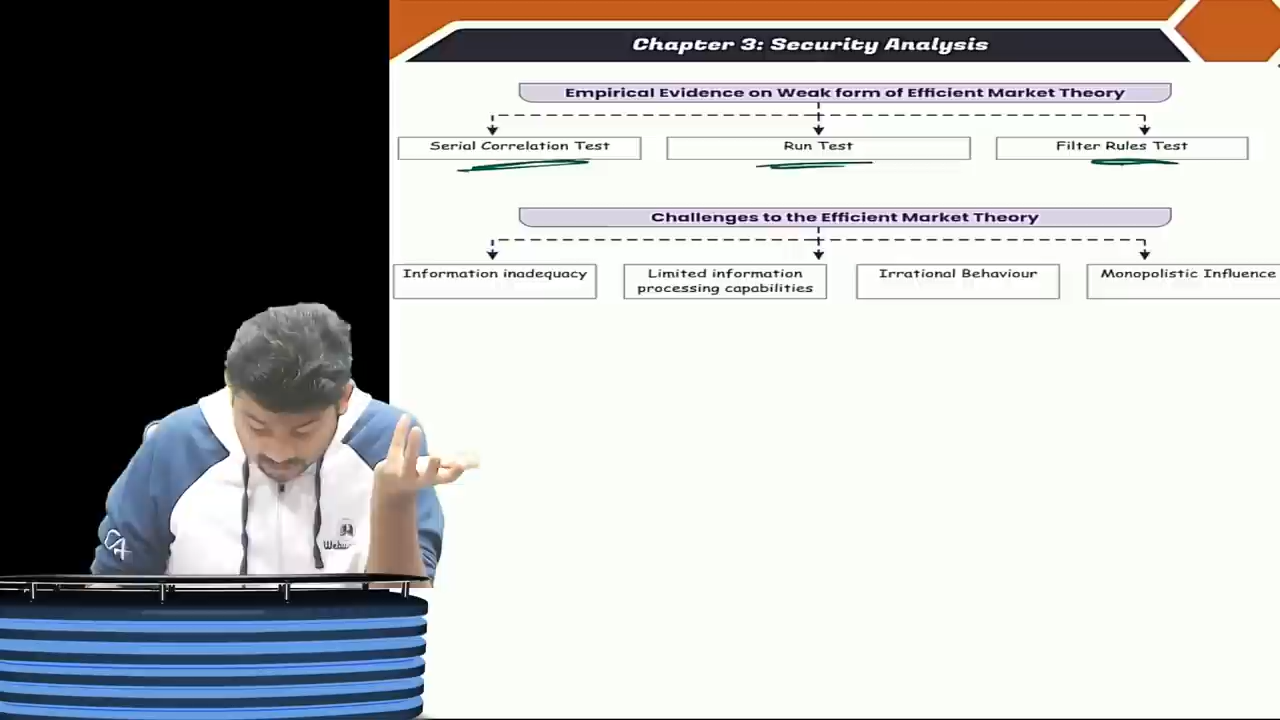 Chapter 3: Security Analysis
Empirical Evidence on Weak form of Efficient Market Theory
Serial Correlation Test
Run Test
Filter Rules Test
Challenges to the Efficient Market Theory
Information inadequacy
Limited information
processing capabilities
Irrational Behaviour
Monopolistic Influence
CA